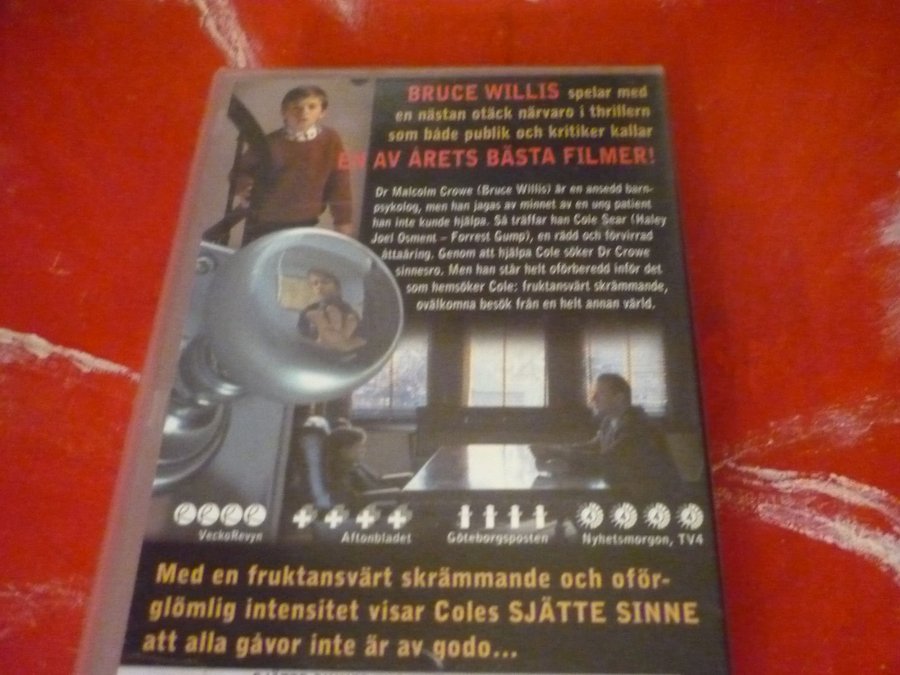 BRUCE WILLIS spelar med
en nästan otäck närvaro i thrillern
som både publik och kritiker kallar
EN AV ÅRETS BÄSTA FILMER!
Dr Malcolm Crowe (Bruce Willis) är en ansedd barn-
psykolog, men han jagas av minnet av en ung patient
han inte kunde hjälpa. Så träffar han Cole Sear (Haley
Joel Osment – Forrest Gump), en rädd och förvirrad
åttaåring. Genom att hjälpa Cole söker Dr Crowe
sinnesro. Men han står helt oförberedd inför det
som hemsöker Cole: fruktansvärt skrämmande,
ovälkomna besök från en helt annan värld.
VeckoRevyn Aftonbladet Göteborgsposten Nyhetsmorgon, TV4
Med en fruktansvärt skrämmande och oför-
glömlig intensitet visar Coles SJÄTTE SINNE
att alla gåvor inte är av godo...